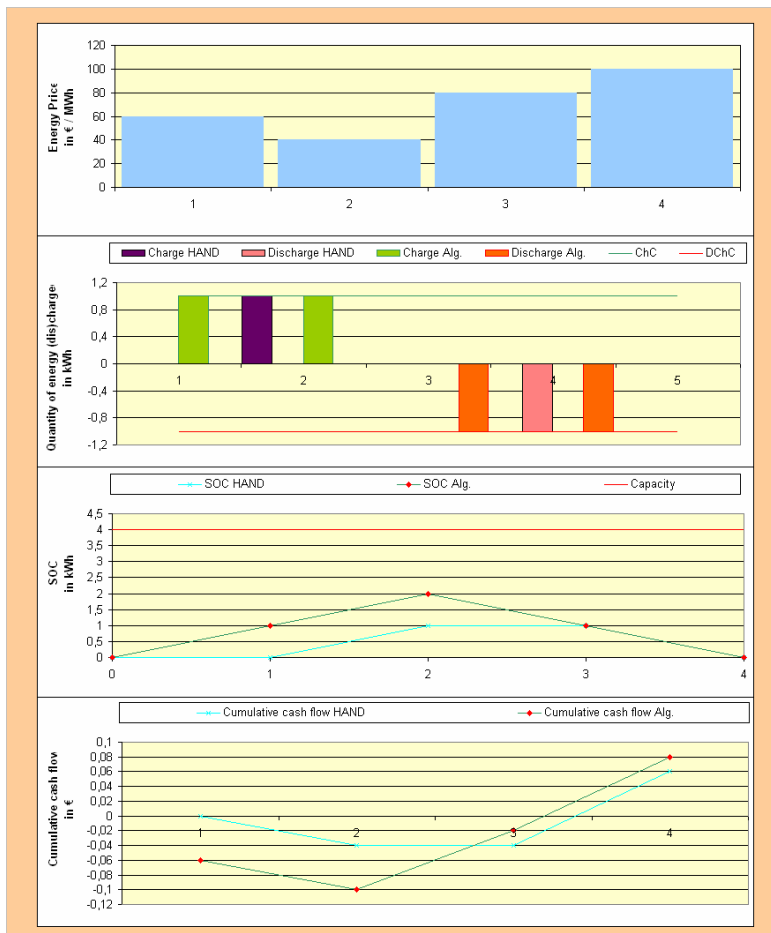 Energy Price
in € / MWh
120
100
80
60
40
20
0
1 2 3 4
Charge HAND Discharge HAND Charge Alg. Discharge Alg. ChC DChC
Quantity of energy (dis)charge
in kWh
1,2
0,8
0,4
0
-0,4
-0,8
-1,2
1 2 3 4 5
SOC HAND SOC Alg. Capacity
SOC
in kWh
4,5
4
3,5
3
2,5
2
1,5
1
0,5
0
0 1 2 3 4
Cumulative cash flow HAND Cumulative cash flow Alg.
Cumulative cash flow
in €
0,1
0,08
0,06
0,04
0,02
0
-0,02
-0,04
-0,06
-0,08
-0,1
-0,12
1 2 3 4